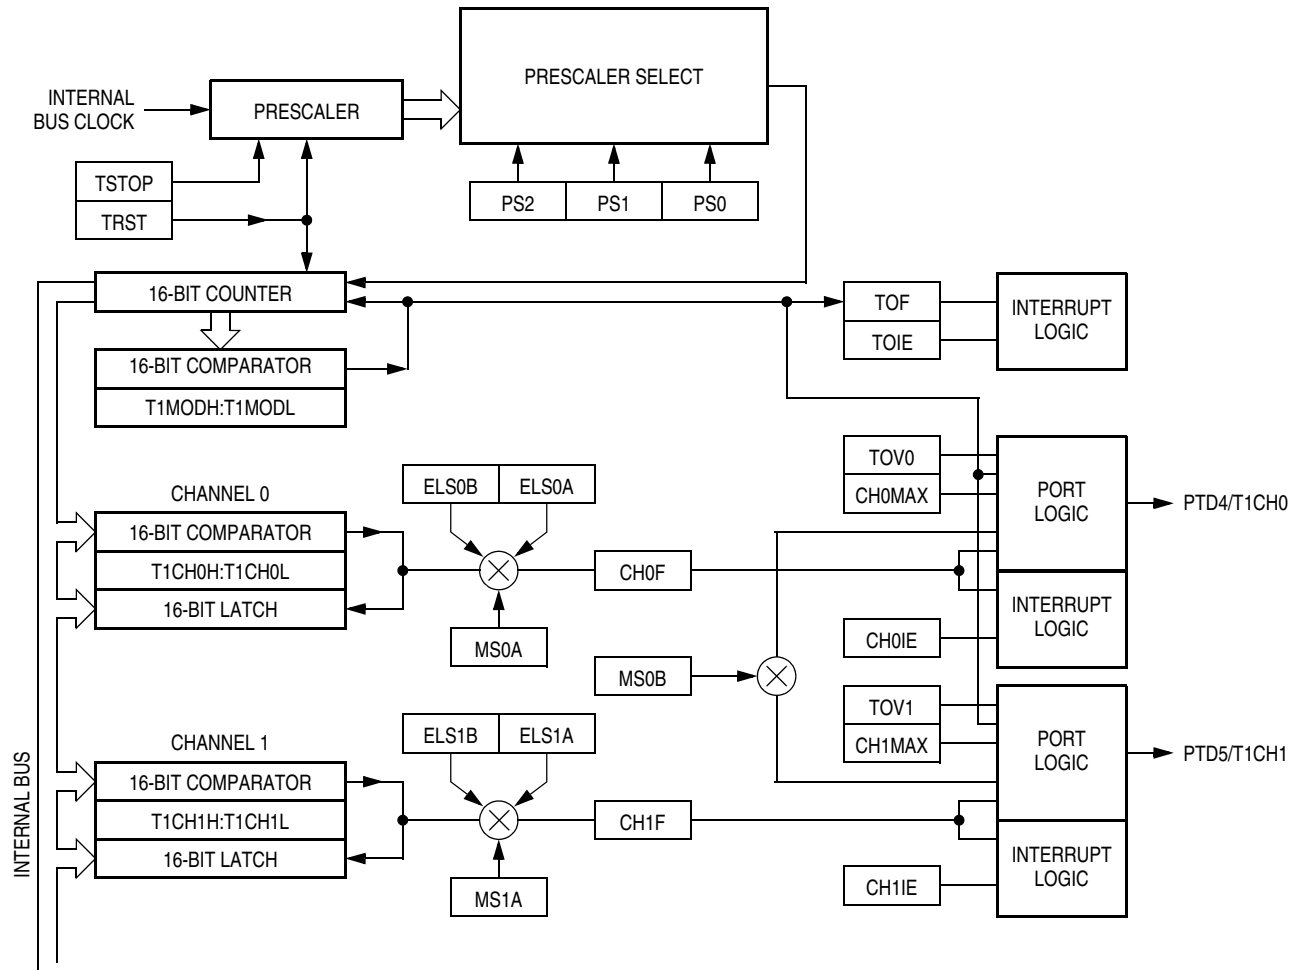 PRESCALER SELECT
INTERNAL
BUS CLOCK
PRESCALER
TSTOP
TRST
PS2
PS1
PS0
16-BIT COUNTER
16-BIT COMPARATOR
T1MODH:T1MODL
TOF
TOIE
INTERRUPT
LOGIC
CHANNEL 0
16-BIT COMPARATOR
T1CH0H:T1CH0L
16-BIT LATCH
ELS0B
ELS0A
MS0A
CH0F
TOV0
CH0MAX
PORT
LOGIC
PTD4/T1CH0
INTERRUPT
LOGIC
CH0IE
MS0B
CHANNEL 1
16-BIT COMPARATOR
T1CH1H:T1CH1L
16-BIT LATCH
ELS1B
ELS1A
MS1A
CH1F
TOV1
CH1MAX
PORT
LOGIC
PTD5/T1CH1
INTERRUPT
LOGIC
CH1IE
INTERNAL BUS